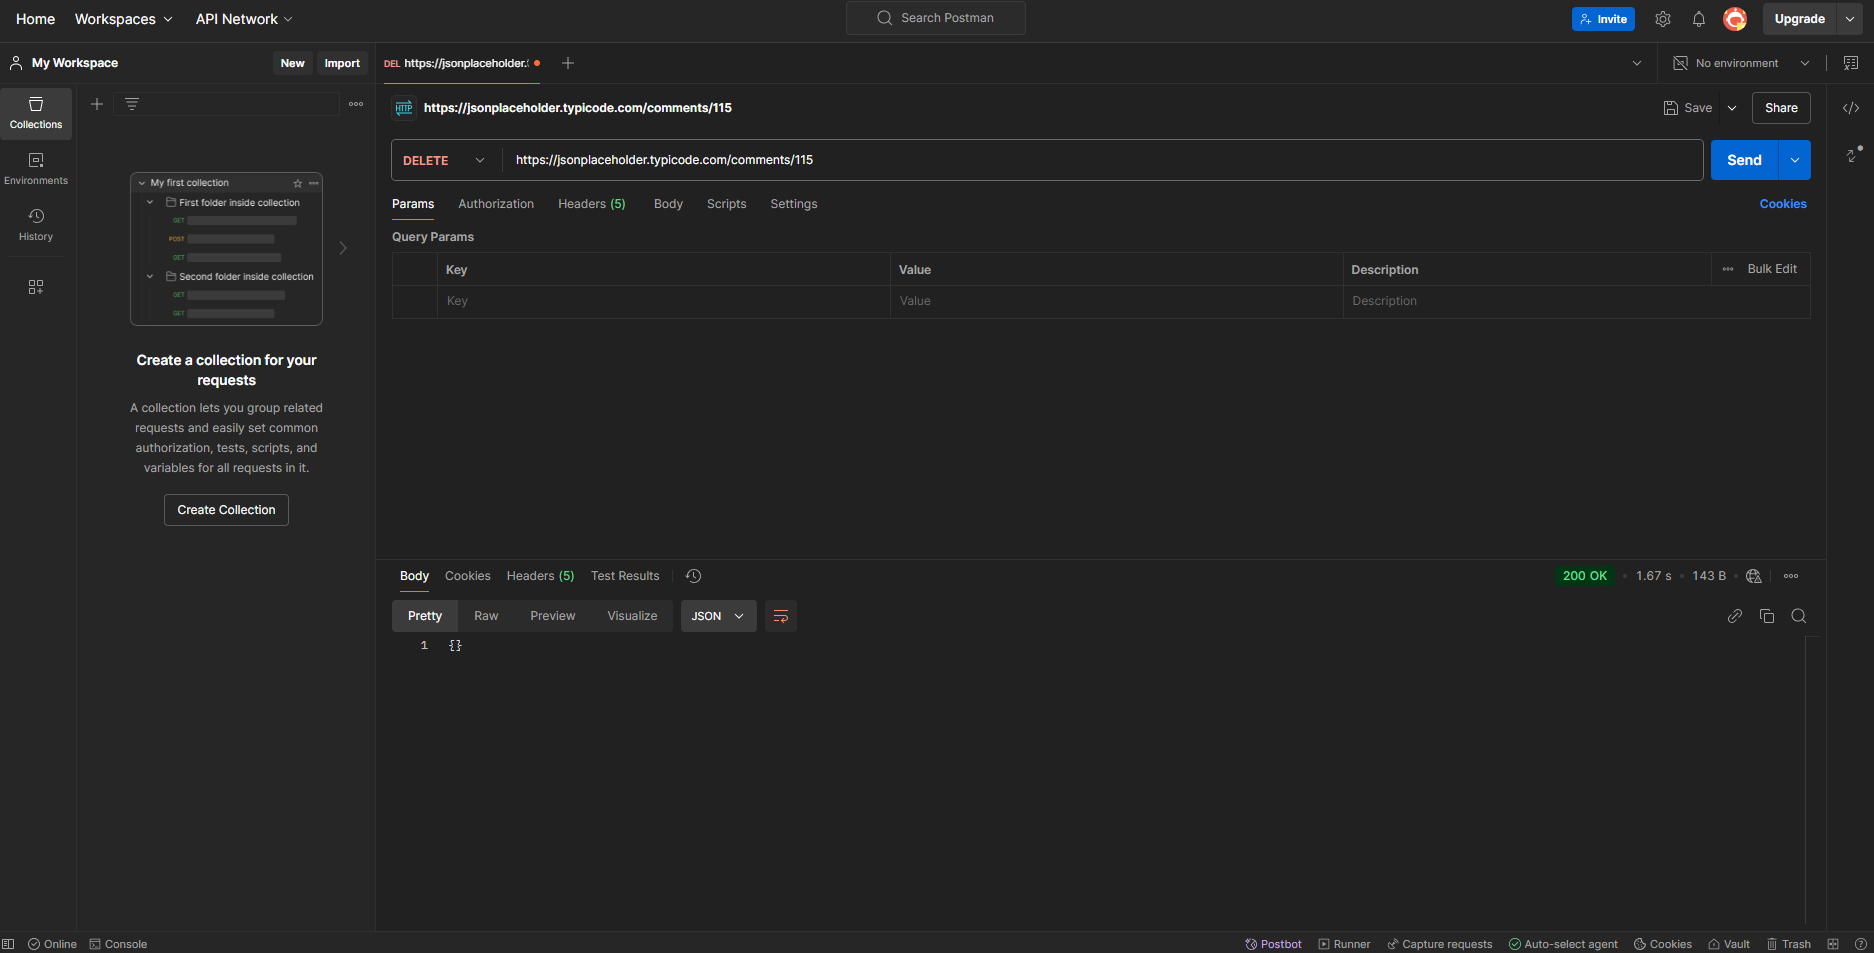 Home Workspaces API Network Search Postman Invite Upgrade
My Workspace New Import DEL https://jsonplaceholder. No environment
Collections
Environments
History
My first collection
First folder inside collection
GET
POST
GET
Second folder inside collection
GET
GET
Create a collection for your
requests
A collection lets you group related
requests and easily set common
authorization, tests, scripts, and
variables for all requests in it.
Create Collection
HTTP https://jsonplaceholder.typicode.com/comments/115 Save Share
DELETE https://jsonplaceholder.typicode.com/comments/115 Send
Params Authorization Headers (5) Body Scripts Settings Cookies
Query Params
Key Value Description Bulk Edit
Key Value Description
Body Cookies Headers (5) Test Results 200 OK • 1.67 s • 143 B
Pretty Raw Preview Visualize JSON
1 {}
Online Console Postbot Runner Capture requests Auto-select agent Cookies Vault Trash